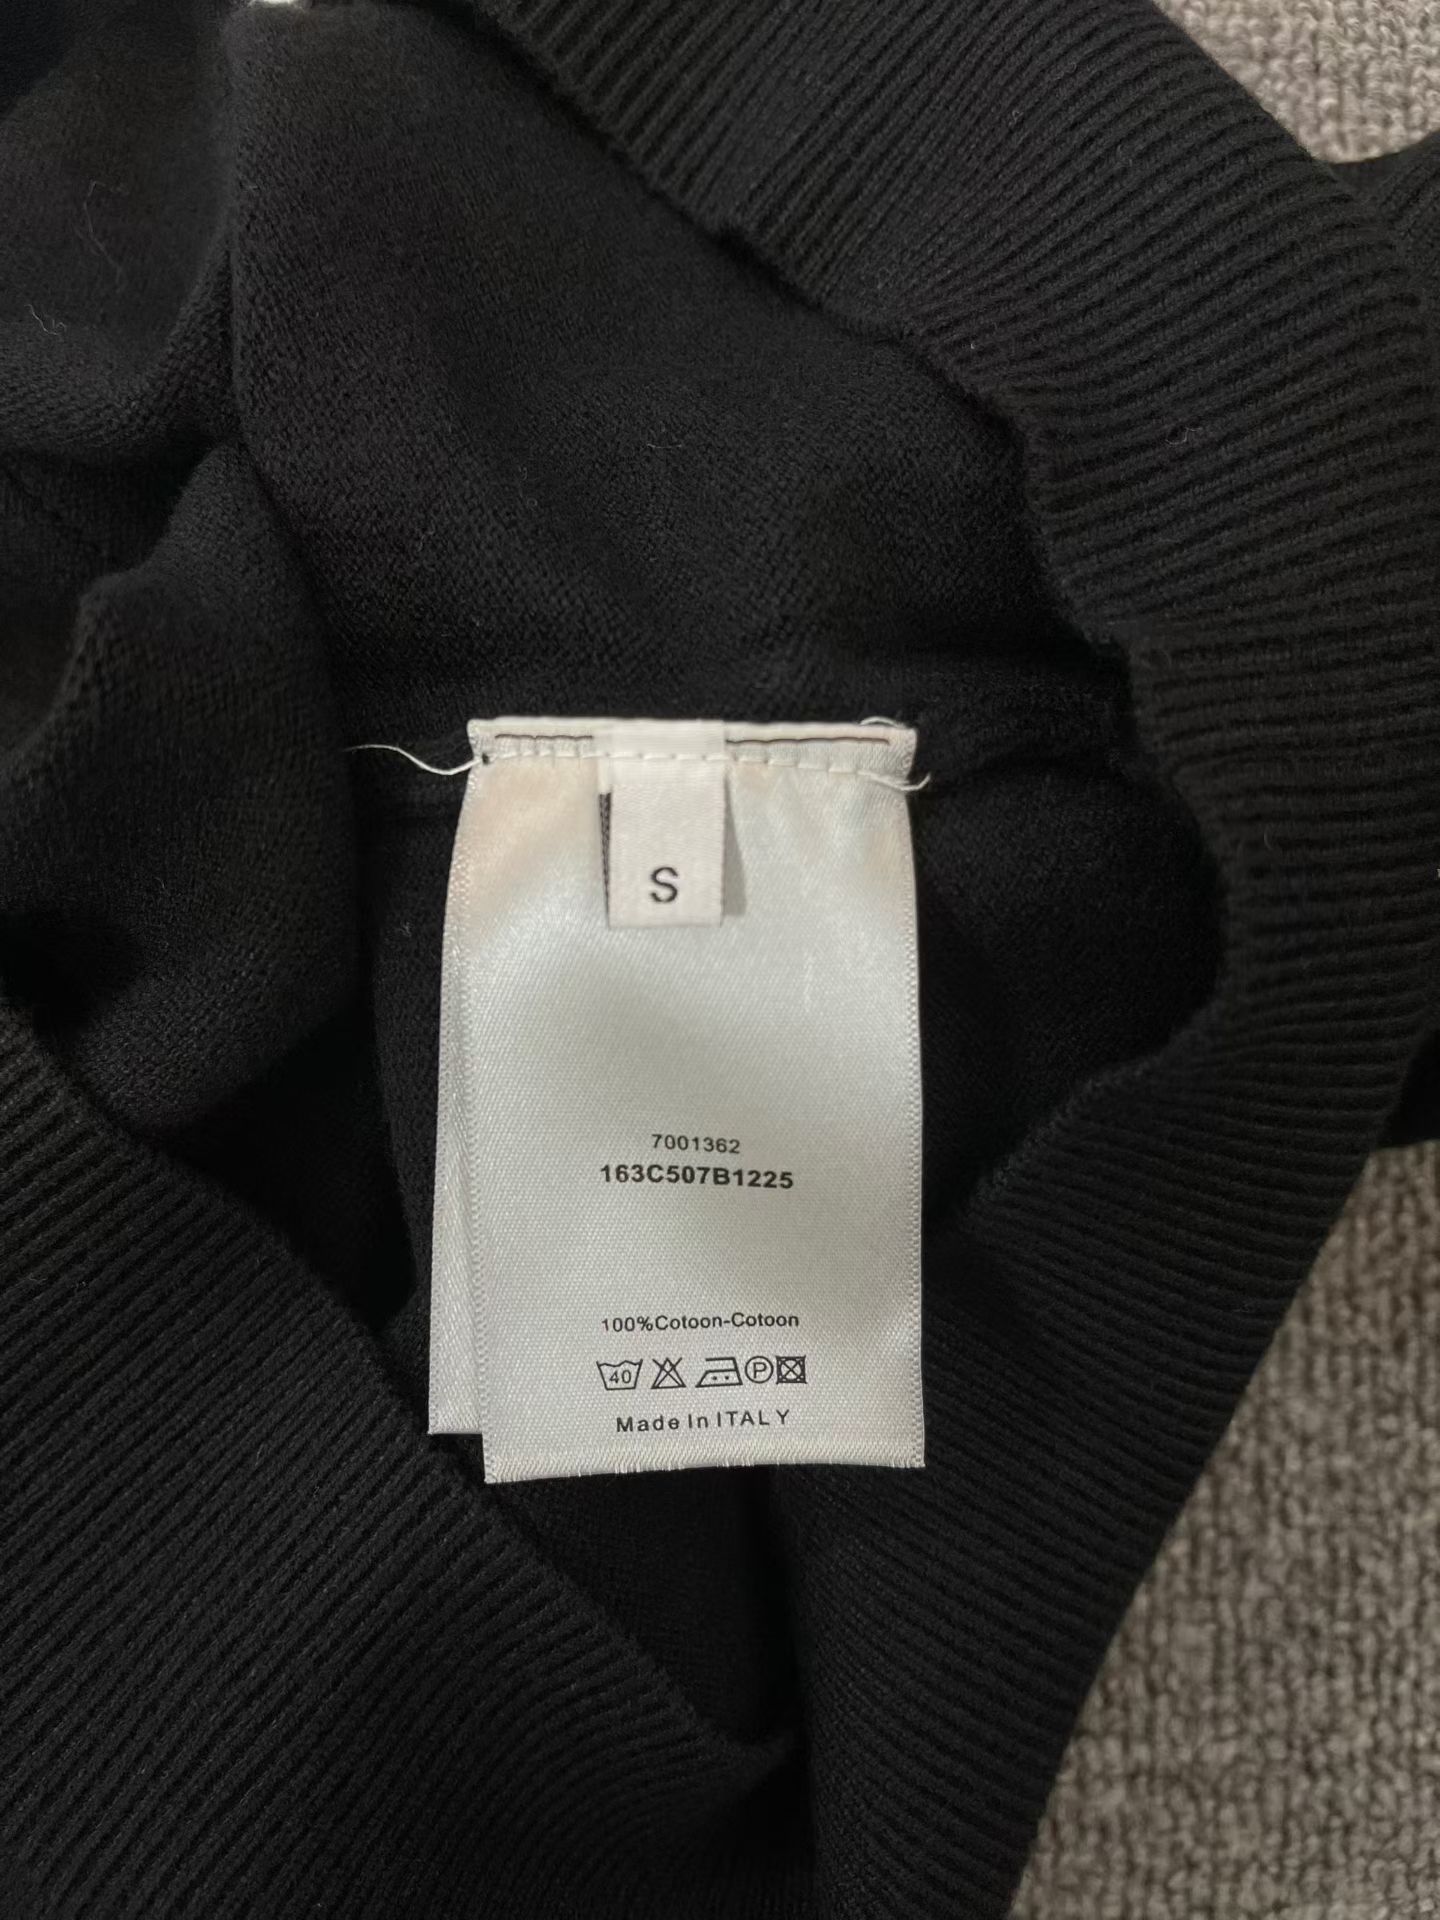 S
7001362
163C507B1225
100%Cotoon-Cotoon
40 P
Made In ITALY